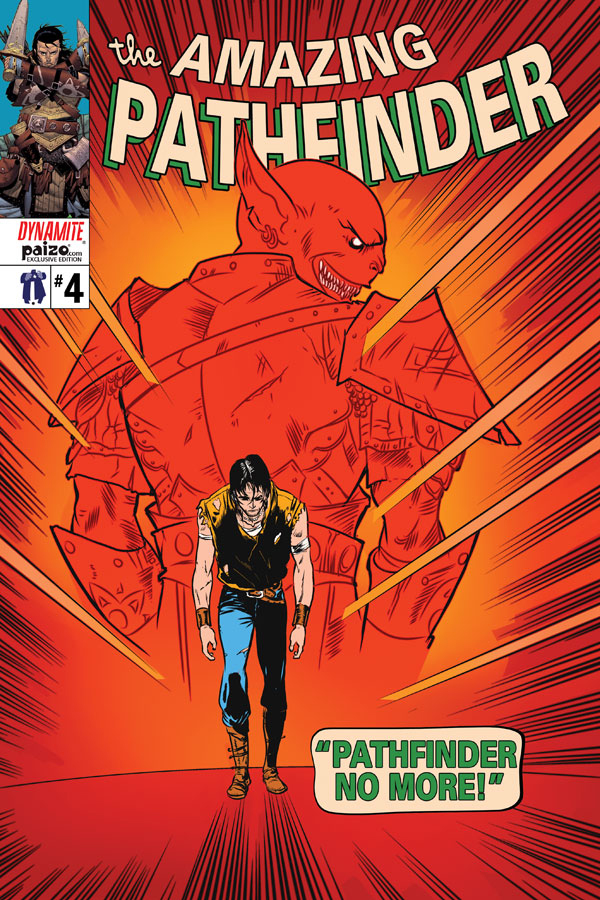 the AMAZING
PATHFINDER
DYNAMITE®
paizo.com
EXCLUSIVE EDITION
#4
"PATHFINDER
NO MORE!"